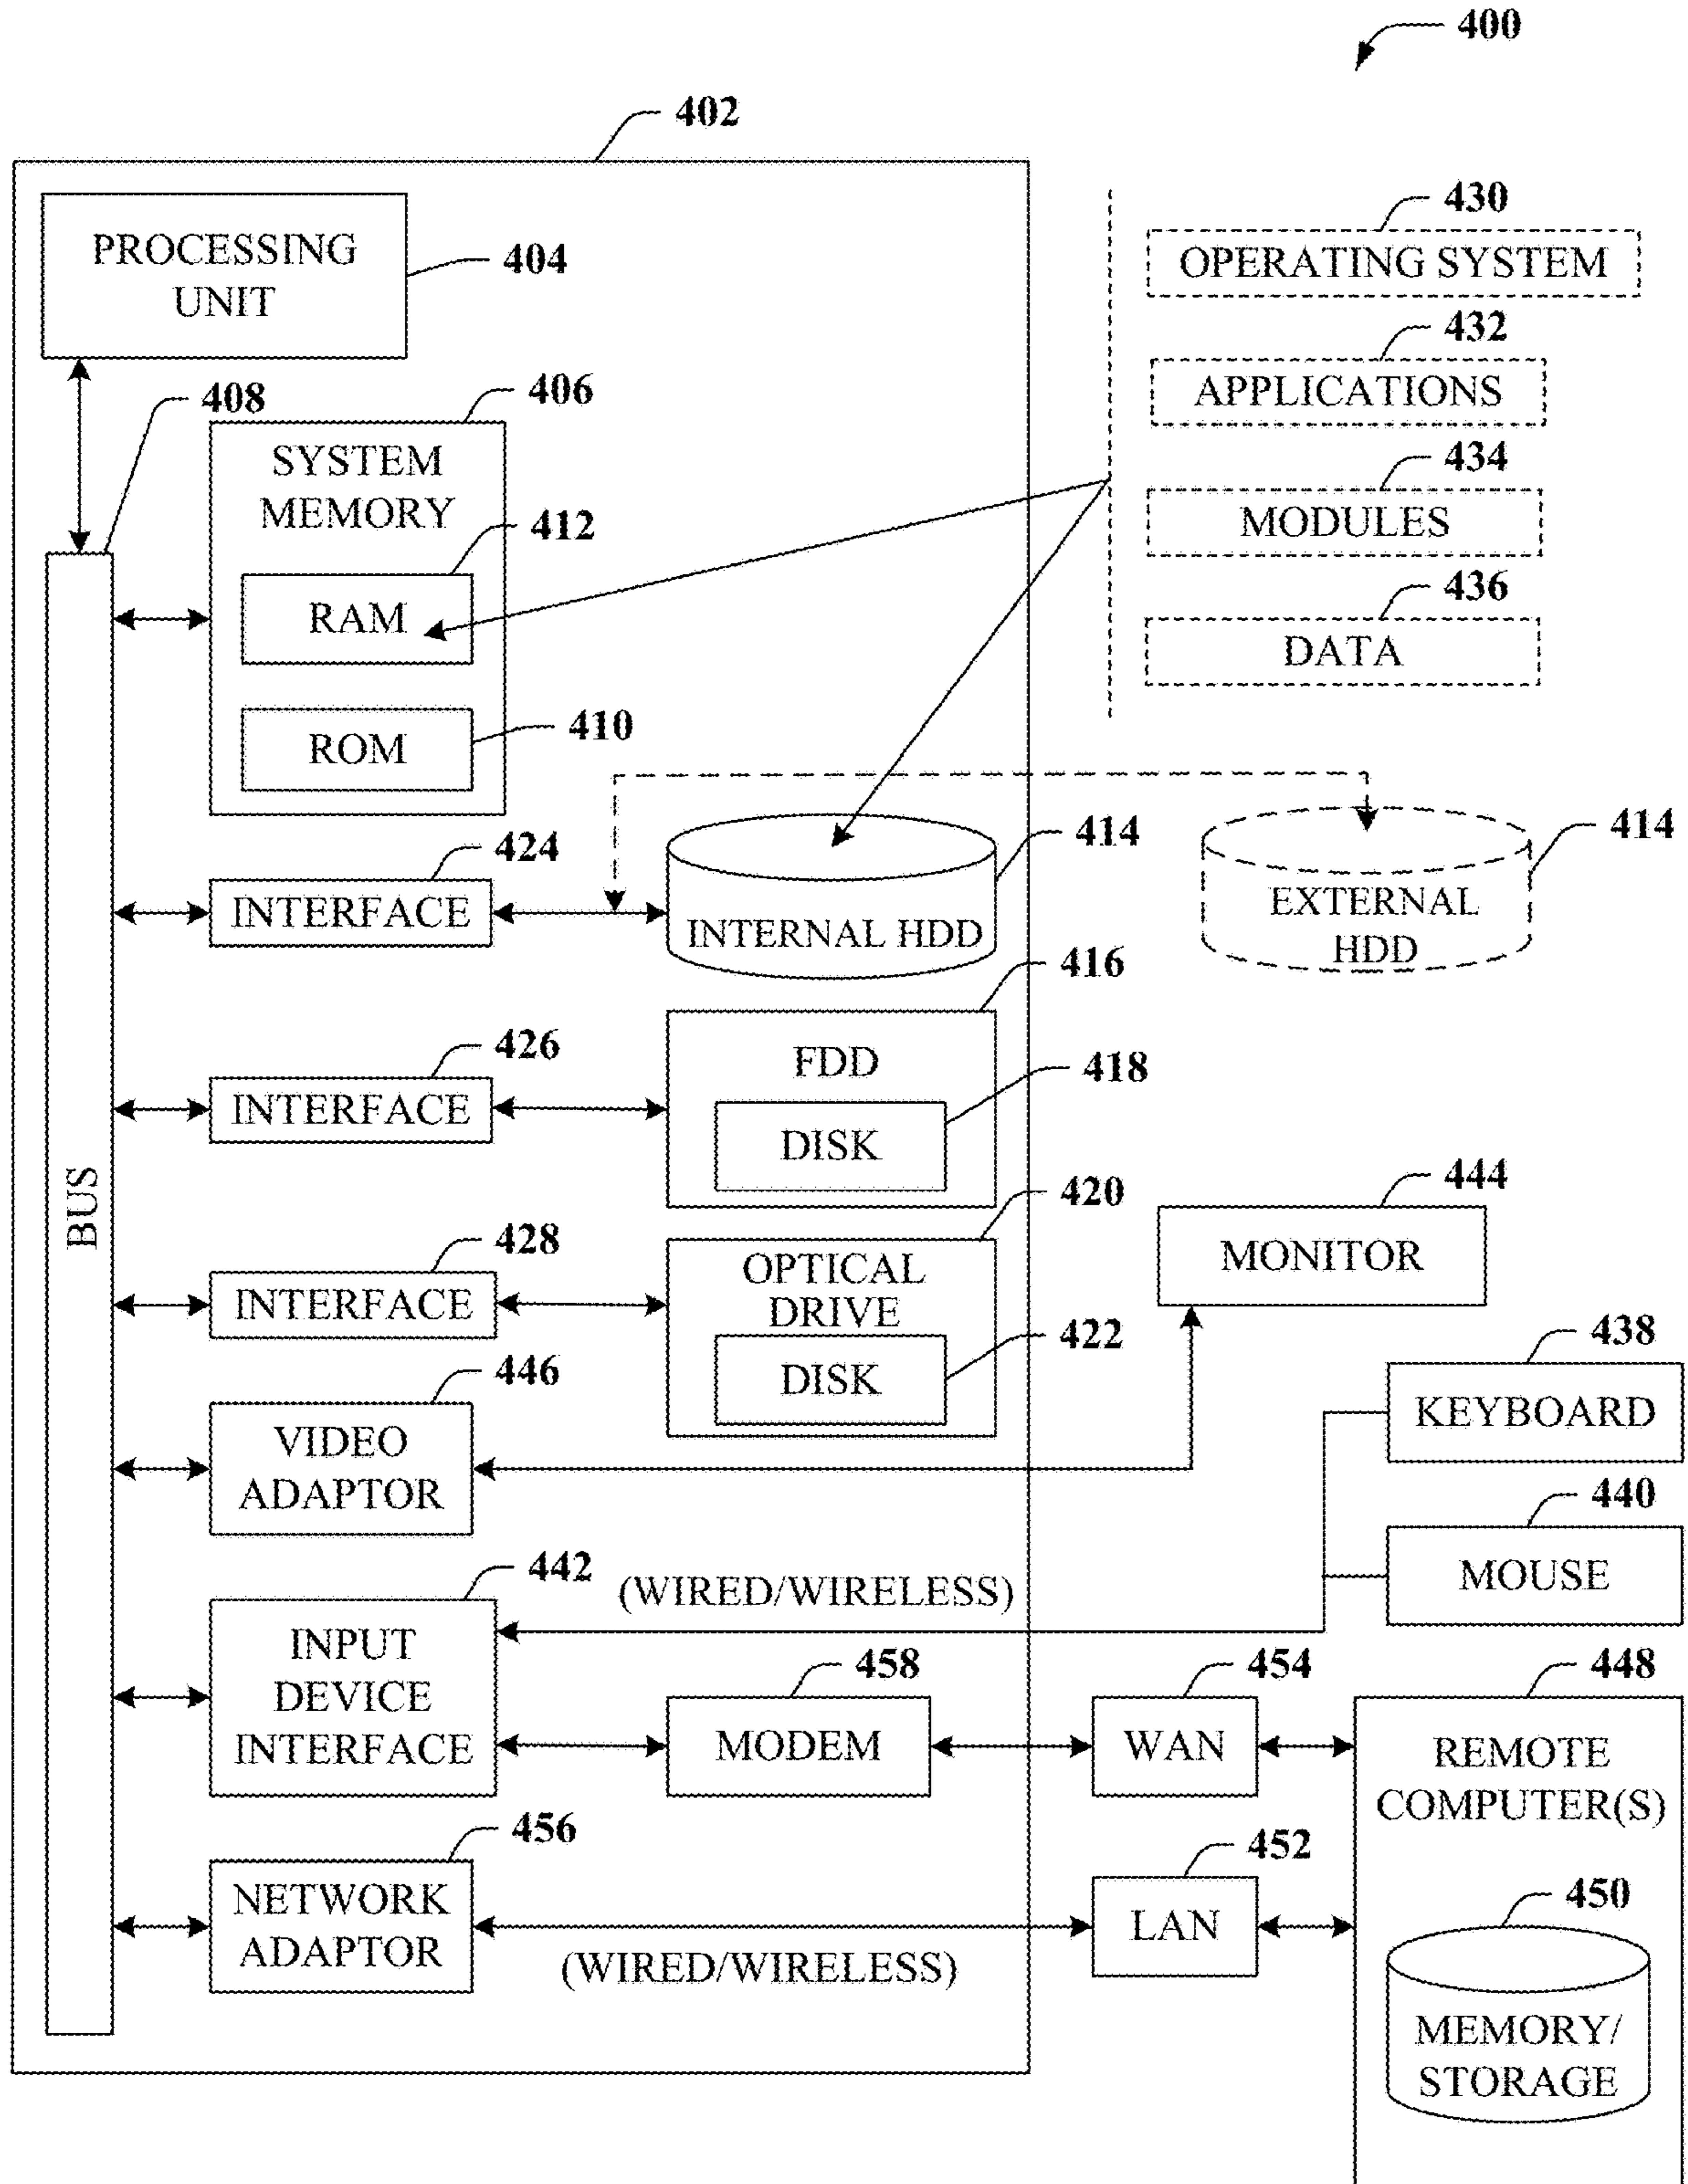 400
402
PROCESSING
UNIT
404
430
OPERATING SYSTEM
432
APPLICATIONS
434
MODULES
436
DATA
408
406
SYSTEM
MEMORY
412
RAM
410
ROM
BUS
424
INTERFACE
414
INTERNAL HDD
414
EXTERNAL
HDD
426
INTERFACE
416
FDD
418
DISK
428
INTERFACE
420
OPTICAL
DRIVE
422
DISK
444
MONITOR
446
VIDEO
ADAPTOR
438
KEYBOARD
440
MOUSE
442
INPUT
DEVICE
INTERFACE
(WIRED/WIRELESS)
458
MODEM
454
WAN
448
REMOTE
COMPUTER(S)
456
NETWORK
ADAPTOR
(WIRED/WIRELESS)
452
LAN
450
MEMORY/
STORAGE